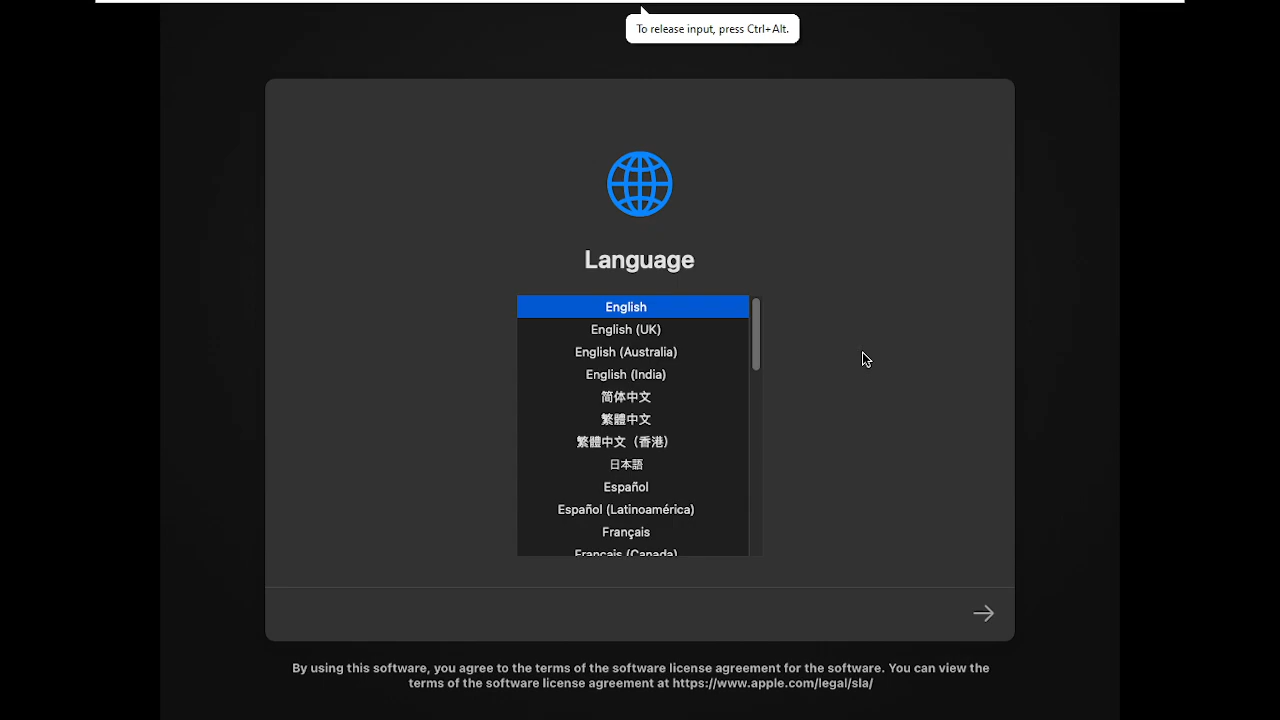 To release input, press Ctrl+Alt.
Language
English
English (UK)
English (Australia)
English (India)
简体中文
繁體中文
繁體中文（香港）
日本語
Español
Español (Latinoamérica)
Français
Français (Canada)
By using this software, you agree to the terms of the software license agreement for the software. You can view the
terms of the software license agreement at https://www.apple.com/legal/sla/